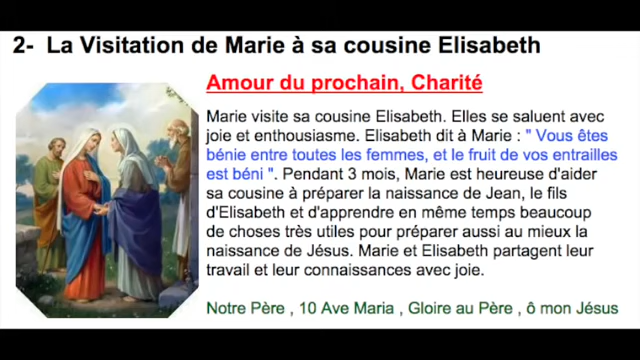 2- La Visitation de Marie à sa cousine Elisabeth
Amour du prochain, Charité
Marie visite sa cousine Elisabeth. Elles se saluent avec
joie et enthousiasme. Elisabeth dit à Marie : " Vous êtes
bénie entre toutes les femmes, et le fruit de vos entrailles
est béni ". Pendant 3 mois, Marie est heureuse d'aider
sa cousine à préparer la naissance de Jean, le fils
d'Elisabeth et d'apprendre en même temps beaucoup
de choses très utiles pour préparer aussi au mieux la
naissance de Jésus. Marie et Elisabeth partagent leur
travail et leur connaissances avec joie.
Notre Père , 10 Ave Maria , Gloire au Père , ô mon Jésus